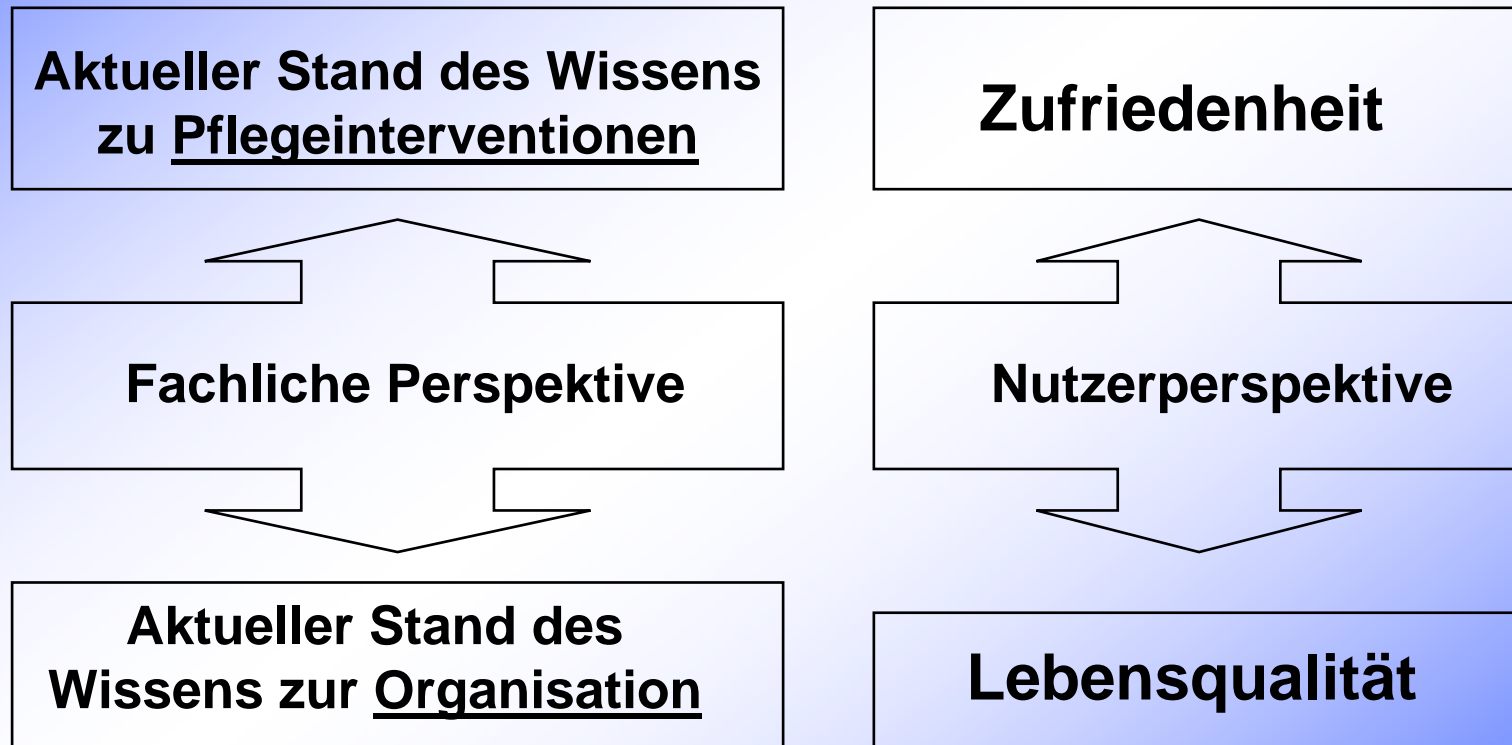 Aktueller Stand des Wissens
zu Pflegeinterventionen
Zufriedenheit
Fachliche Perspektive
Nutzerperspektive
Aktueller Stand des
Wissens zur Organisation
Lebensqualität